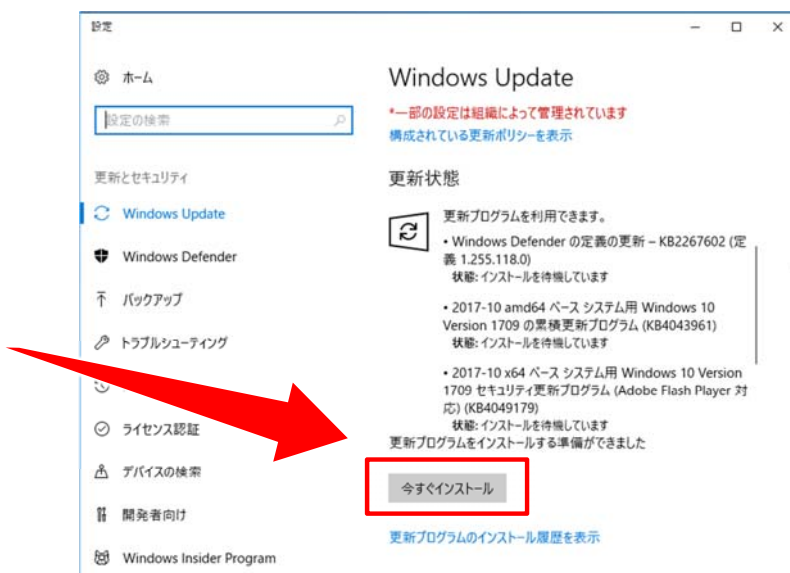 設定
ホーム
設定の検索
更新とセキュリティ
Windows Update
Windows Defender
バックアップ
トラブルシューティング
ライセンス認証
デバイスの検索
開発者向け
Windows Insider Program
Windows Update
*一部の設定は組織によって管理されています
構成されている更新ポリシーを表示
更新状態
更新プログラムを利用できます。
• Windows Defender の定義の更新 – KB2267602 (定
義 1.255.118.0)
状態: インストールを待機しています
• 2017-10 amd64 ベース システム用 Windows 10
Version 1709 の累積更新プログラム (KB4043961)
状態: インストールを待機しています
• 2017-10 x64 ベース システム用 Windows 10 Version
1709 セキュリティ更新プログラム (Adobe Flash Player 対
応) (KB4049179)
状態: インストールを待機しています
更新プログラムをインストールする準備ができました
今すぐインストール
更新プログラムのインストール履歴を表示